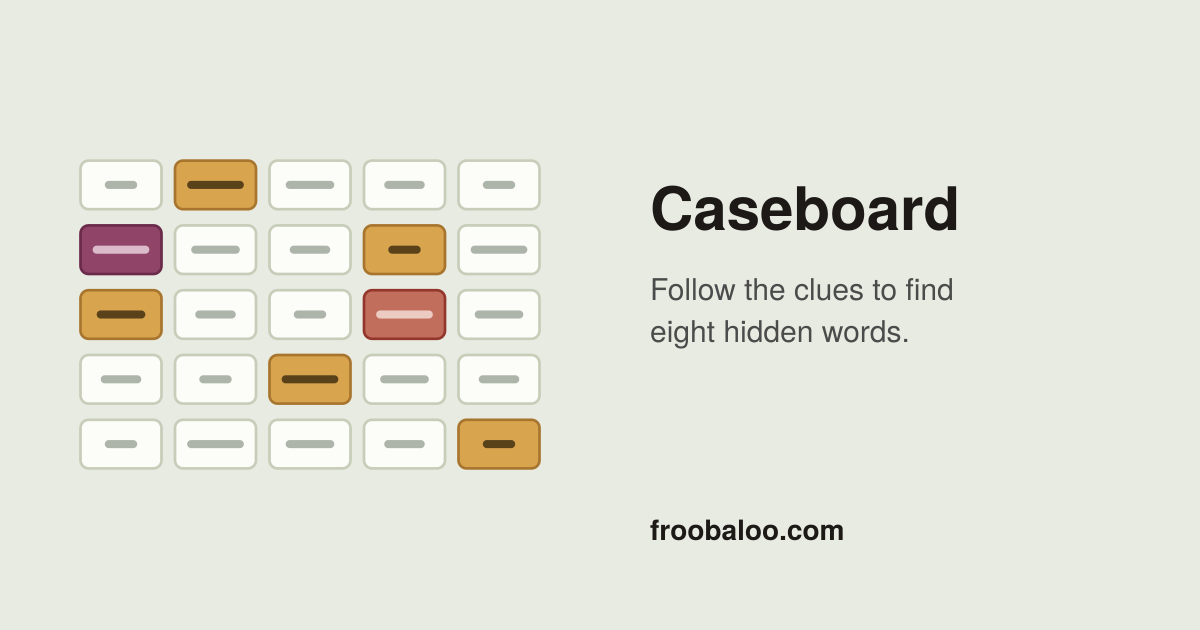 Caseboard
Follow the clues to find
eight hidden words.
froobaloo.com